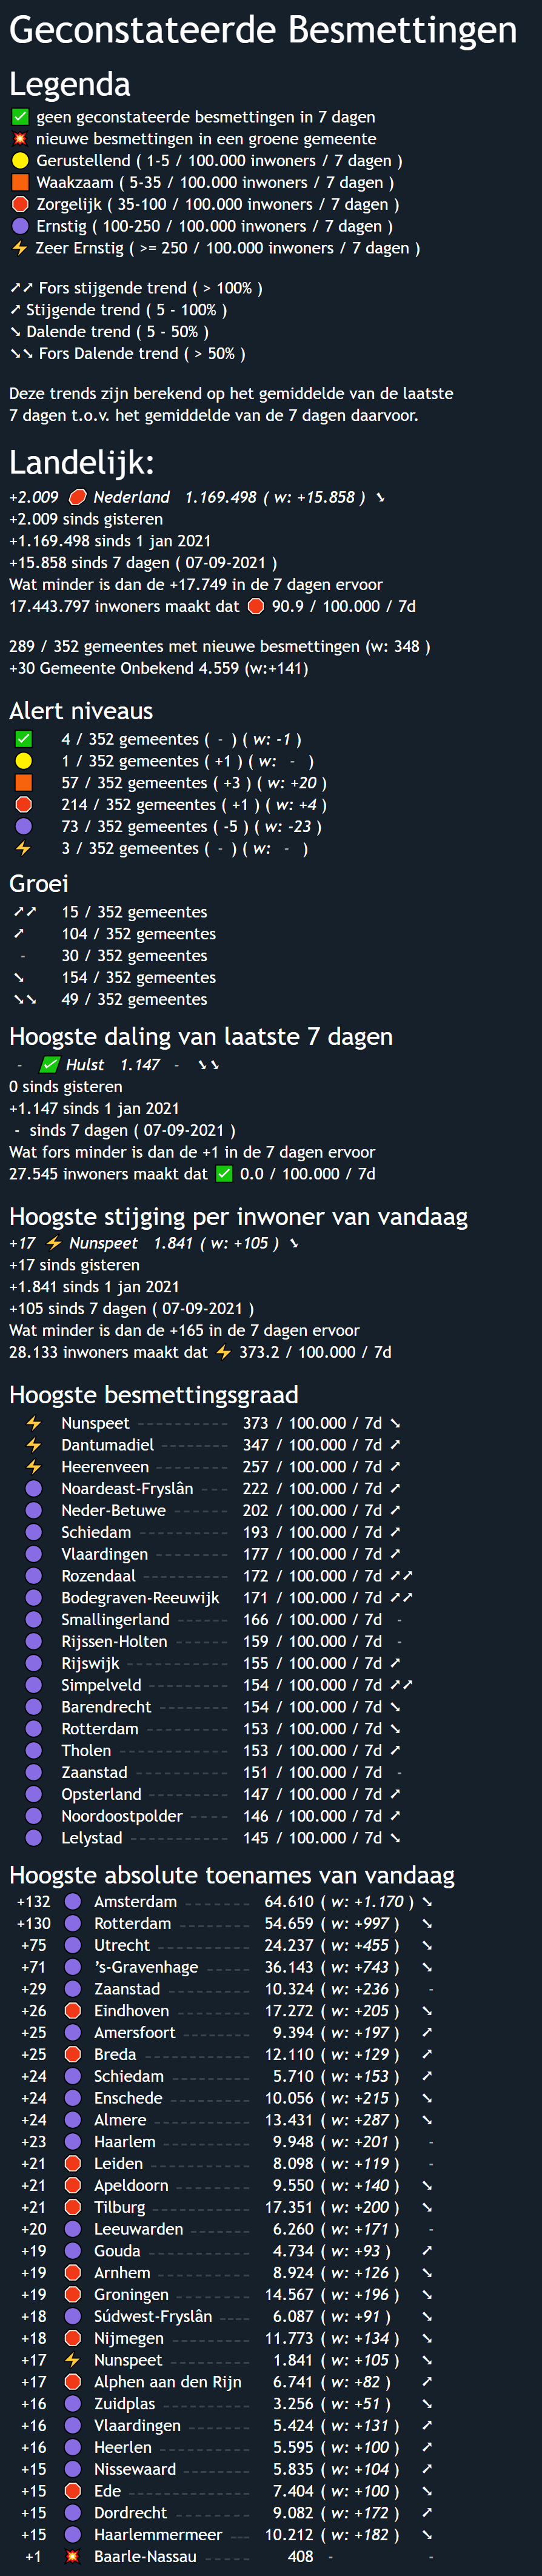 Geconstateerde Besmettingen
Legenda
✅ geen geconstateerde besmettingen in 7 dagen
💥 nieuwe besmettingen in een groene gemeente
🟡 Gerustellend ( 1-5 / 100.000 inwoners / 7 dagen )
🟧 Waakzaam ( 5-35 / 100.000 inwoners / 7 dagen )
🛑 Zorgelijk ( 35-100 / 100.000 inwoners / 7 dagen )
🟣 Ernstig ( 100-250 / 100.000 inwoners / 7 dagen )
⚡ Zeer Ernstig ( >= 250 / 100.000 inwoners / 7 dagen )
➚➚ Fors stijgende trend ( > 100% )
➚ Stijgende trend ( 5 - 100% )
➘ Dalende trend ( 5 - 50% )
➘➘ Fors Dalende trend ( > 50% )
Deze trends zijn berekend op het gemiddelde van de laatste
7 dagen t.o.v. het gemiddelde van de 7 dagen daarvoor.
Landelijk:
+2.009 🛑 Nederland 1.169.498 ( w: +15.858 ) ➘
+2.009 sinds gisteren
+1.169.498 sinds 1 jan 2021
+15.858 sinds 7 dagen ( 07-09-2021 )
Wat minder is dan de +17.749 in de 7 dagen ervoor
17.443.797 inwoners maakt dat 🛑 90.9 / 100.000 / 7d
289 / 352 gemeentes met nieuwe besmettingen (w: 348 )
+30 Gemeente Onbekend 4.559 (w:+141)
Alert niveaus
✅ 4 / 352 gemeentes ( - ) ( w: -1 )
🟡 1 / 352 gemeentes ( +1 ) ( w: - )
🟧 57 / 352 gemeentes ( +3 ) ( w: +20 )
🛑 214 / 352 gemeentes ( +1 ) ( w: +4 )
🟣 73 / 352 gemeentes ( -5 ) ( w: -23 )
⚡ 3 / 352 gemeentes ( - ) ( w: - )
Groei
➚➚ 15 / 352 gemeentes
➚ 104 / 352 gemeentes
- 30 / 352 gemeentes
➘ 154 / 352 gemeentes
➘➘ 49 / 352 gemeentes
Hoogste daling van laatste 7 dagen
- ✅ Hulst 1.147 - ➘➘
0 sinds gisteren
+1.147 sinds 1 jan 2021
- sinds 7 dagen ( 07-09-2021 )
Wat fors minder is dan de +1 in de 7 dagen ervoor
27.545 inwoners maakt dat ✅ 0.0 / 100.000 / 7d
Hoogste stijging per inwoner van vandaag
+17 ⚡ Nunspeet 1.841 ( w: +105 ) ➘
+17 sinds gisteren
+1.841 sinds 1 jan 2021
+105 sinds 7 dagen ( 07-09-2021 )
Wat minder is dan de +165 in de 7 dagen ervoor
28.133 inwoners maakt dat ⚡ 373.2 / 100.000 / 7d
Hoogste besmettingsgraad
⚡ Nunspeet 373 / 100.000 / 7d ➘
⚡ Dantumadiel 347 / 100.000 / 7d ➚
⚡ Heerenveen 257 / 100.000 / 7d ➚
🟣 Noardeast-Fryslân 222 / 100.000 / 7d ➚
🟣 Neder-Betuwe 202 / 100.000 / 7d ➚
🟣 Schiedam 193 / 100.000 / 7d ➚
🟣 Vlaardingen 177 / 100.000 / 7d ➚
🟣 Rozendaal 172 / 100.000 / 7d ➚➚
🟣 Bodegraven-Reeuwijk 171 / 100.000 / 7d ➚➚
🟣 Smallingerland 166 / 100.000 / 7d -
🟣 Rijssen-Holten 159 / 100.000 / 7d -
🟣 Rijswijk 155 / 100.000 / 7d ➚
🟣 Simpelveld 154 / 100.000 / 7d ➚➚
🟣 Barendrecht 154 / 100.000 / 7d ➘
🟣 Rotterdam 153 / 100.000 / 7d ➘
🟣 Tholen 153 / 100.000 / 7d ➚
🟣 Zaanstad 151 / 100.000 / 7d -
🟣 Opsterland 147 / 100.000 / 7d ➚
🟣 Noordoostpolder 146 / 100.000 / 7d ➚
🟣 Lelystad 145 / 100.000 / 7d ➘
Hoogste absolute toenames van vandaag
+132 🟣 Amsterdam 64.610 ( w: +1.170 ) ➘
+130 🟣 Rotterdam 54.659 ( w: +997 ) ➘
+75 🟣 Utrecht 24.237 ( w: +455 ) ➘
+71 🟣 's-Gravenhage 36.143 ( w: +743 ) ➘
+29 🟣 Zaanstad 10.324 ( w: +236 ) -
+26 🛑 Eindhoven 17.272 ( w: +205 ) ➘
+25 🟣 Amersfoort 9.394 ( w: +197 ) ➚
+25 🛑 Breda 12.110 ( w: +129 ) ➚
+24 🟣 Schiedam 5.710 ( w: +153 ) ➚
+24 🟣 Enschede 10.056 ( w: +215 ) ➘
+24 🟣 Almere 13.431 ( w: +287 ) ➘
+23 🟣 Haarlem 9.948 ( w: +201 ) -
+21 🛑 Leiden 8.098 ( w: +119 ) -
+21 🛑 Apeldoorn 9.550 ( w: +140 ) ➘
+21 🛑 Tilburg 17.351 ( w: +200 ) ➘
+20 🟣 Leeuwarden 6.260 ( w: +171 ) -
+19 🟣 Gouda 4.734 ( w: +93 ) ➚
+19 🛑 Arnhem 8.924 ( w: +126 ) ➘
+19 🛑 Groningen 14.567 ( w: +196 ) ➘
+18 🟣 Súdwest-Fryslân 6.087 ( w: +91 ) ➘
+18 🛑 Nijmegen 11.773 ( w: +134 ) ➘
+17 ⚡ Nunspeet 1.841 ( w: +105 ) ➘
+17 🛑 Alphen aan den Rijn 6.741 ( w: +82 ) ➚
+16 🟣 Zuidplas 3.256 ( w: +51 ) ➘
+16 🟣 Vlaardingen 5.424 ( w: +131 ) ➚
+16 🟣 Heerlen 5.595 ( w: +100 ) ➚
+15 🟣 Nissewaard 5.835 ( w: +104 ) ➚
+15 🛑 Ede 7.404 ( w: +100 ) ➘
+15 🟣 Dordrecht 9.082 ( w: +172 ) ➚
+15 🟣 Haarlemmermeer 10.212 ( w: +182 ) ➘
+1 💥 Baarle-Nassau 408 - -